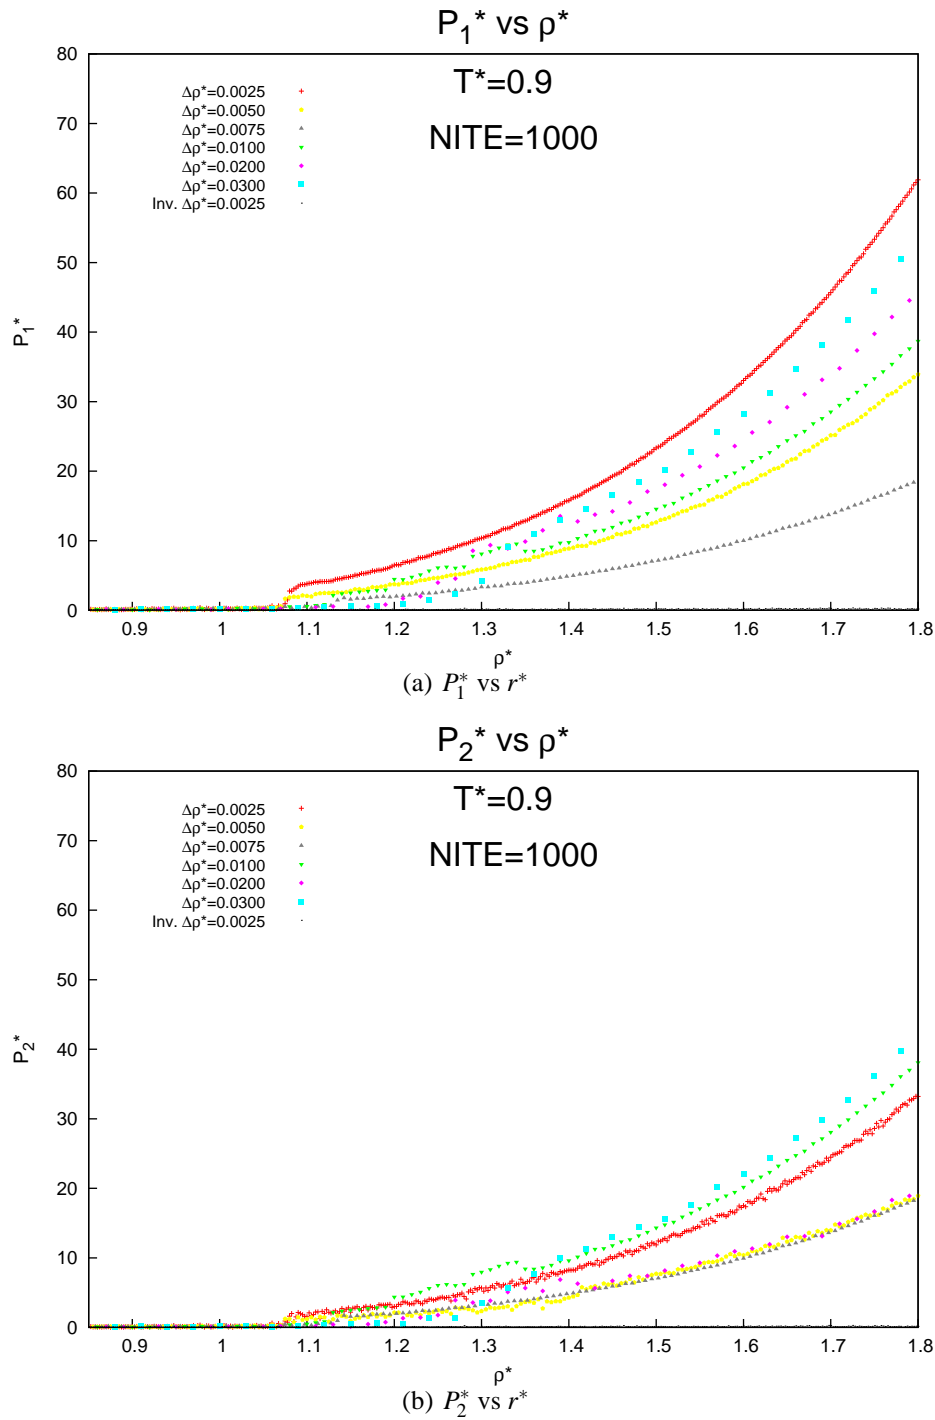 P₁* vs ρ*
T*=0.9
NITE=1000
Δρ*=0.0025
Δρ*=0.0050
Δρ*=0.0075
Δρ*=0.0100
Δρ*=0.0200
Δρ*=0.0300
Inv. Δρ*=0.0025
80
70
60
50
40
30
20
10
0
P₁*
0.9 1 1.1 1.2 1.3 1.4 1.5 1.6 1.7 1.8
ρ*
(a) P₁* vs r*
P₂* vs ρ*
T*=0.9
NITE=1000
Δρ*=0.0025
Δρ*=0.0050
Δρ*=0.0075
Δρ*=0.0100
Δρ*=0.0200
Δρ*=0.0300
Inv. Δρ*=0.0025
80
70
60
50
40
30
20
10
0
P₂*
0.9 1 1.1 1.2 1.3 1.4 1.5 1.6 1.7 1.8
ρ*
(b) P₂* vs r*